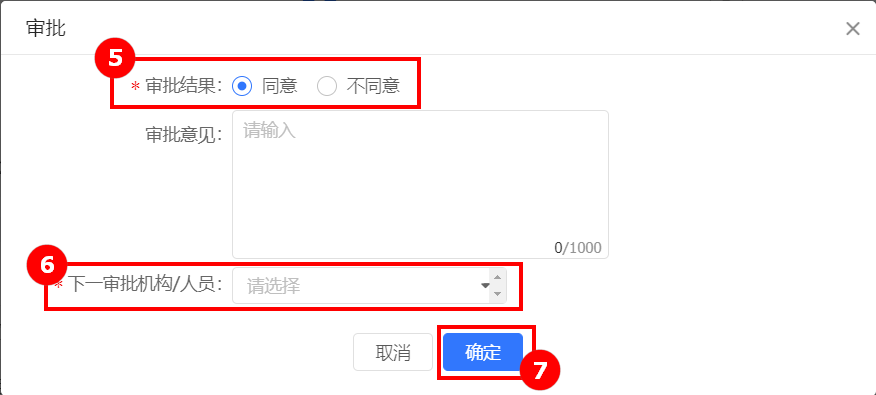 审批
5
* 审批结果： 同意 不同意
审批意见： 请输入
0/1000
6
* 下一审批机构/人员： 请选择
取消 确定
7